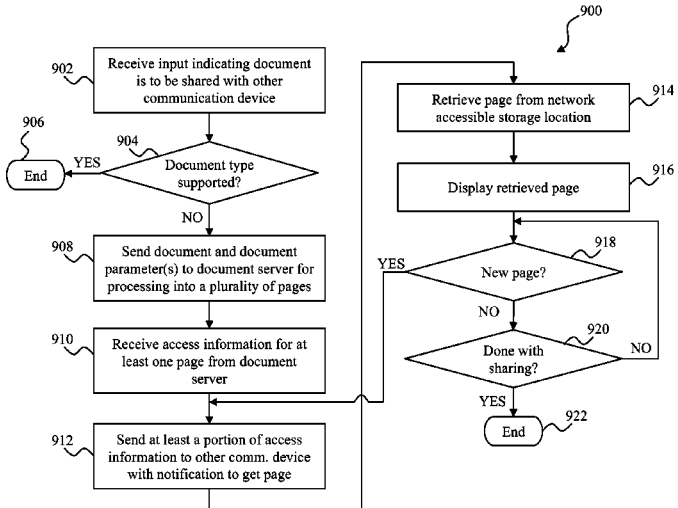 900
902
Receive input indicating document
is to be shared with other
communication device
904
Document type
supported?
YES
906
End
NO
908
Send document and document
parameter(s) to document server for
processing into a plurality of pages
910
Receive access information for at
least one page from document
server
912
Send at least a portion of access
information to other comm. device
with notification to get page
914
Retrieve page from network
accessible storage location
916
Display retrieved page
918
New page?
YES
NO
920
Done with
sharing?
NO
YES
End
922